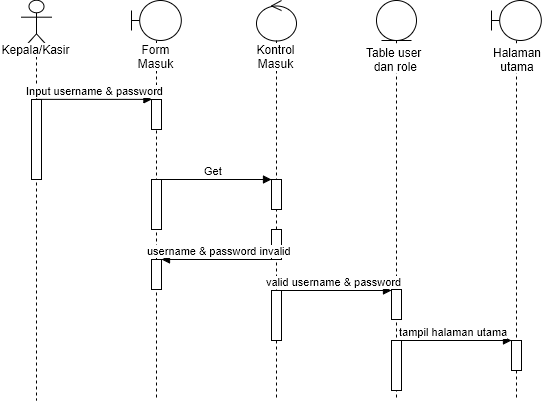 Kepala/Kasir
Form
Masuk
Kontrol
Masuk
Table user
dan role
Halaman
utama
Input username & password
Get
username & password invalid
valid username & password
tampil halaman utama